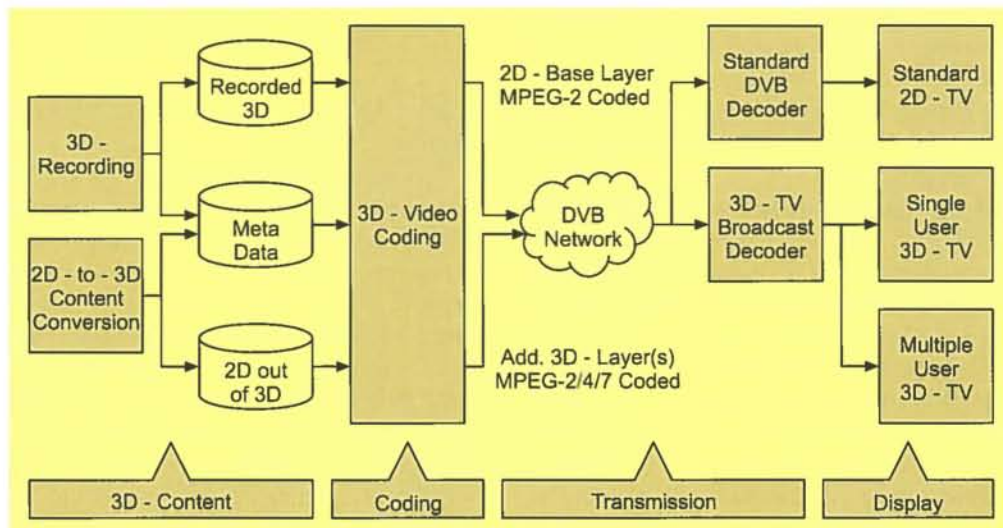 3D -
Recording
2D - to - 3D
Content
Conversion
Recorded
3D
Meta
Data
2D out
of 3D
3D - Video
Coding
2D - Base Layer
MPEG-2 Coded
DVB
Network
Add. 3D - Layer(s)
MPEG-2/4/7 Coded
Standard
DVB
Decoder
3D - TV
Broadcast
Decoder
Standard
2D - TV
Single
User
3D - TV
Multiple
User
3D - TV
3D - Content
Coding
Transmission
Display